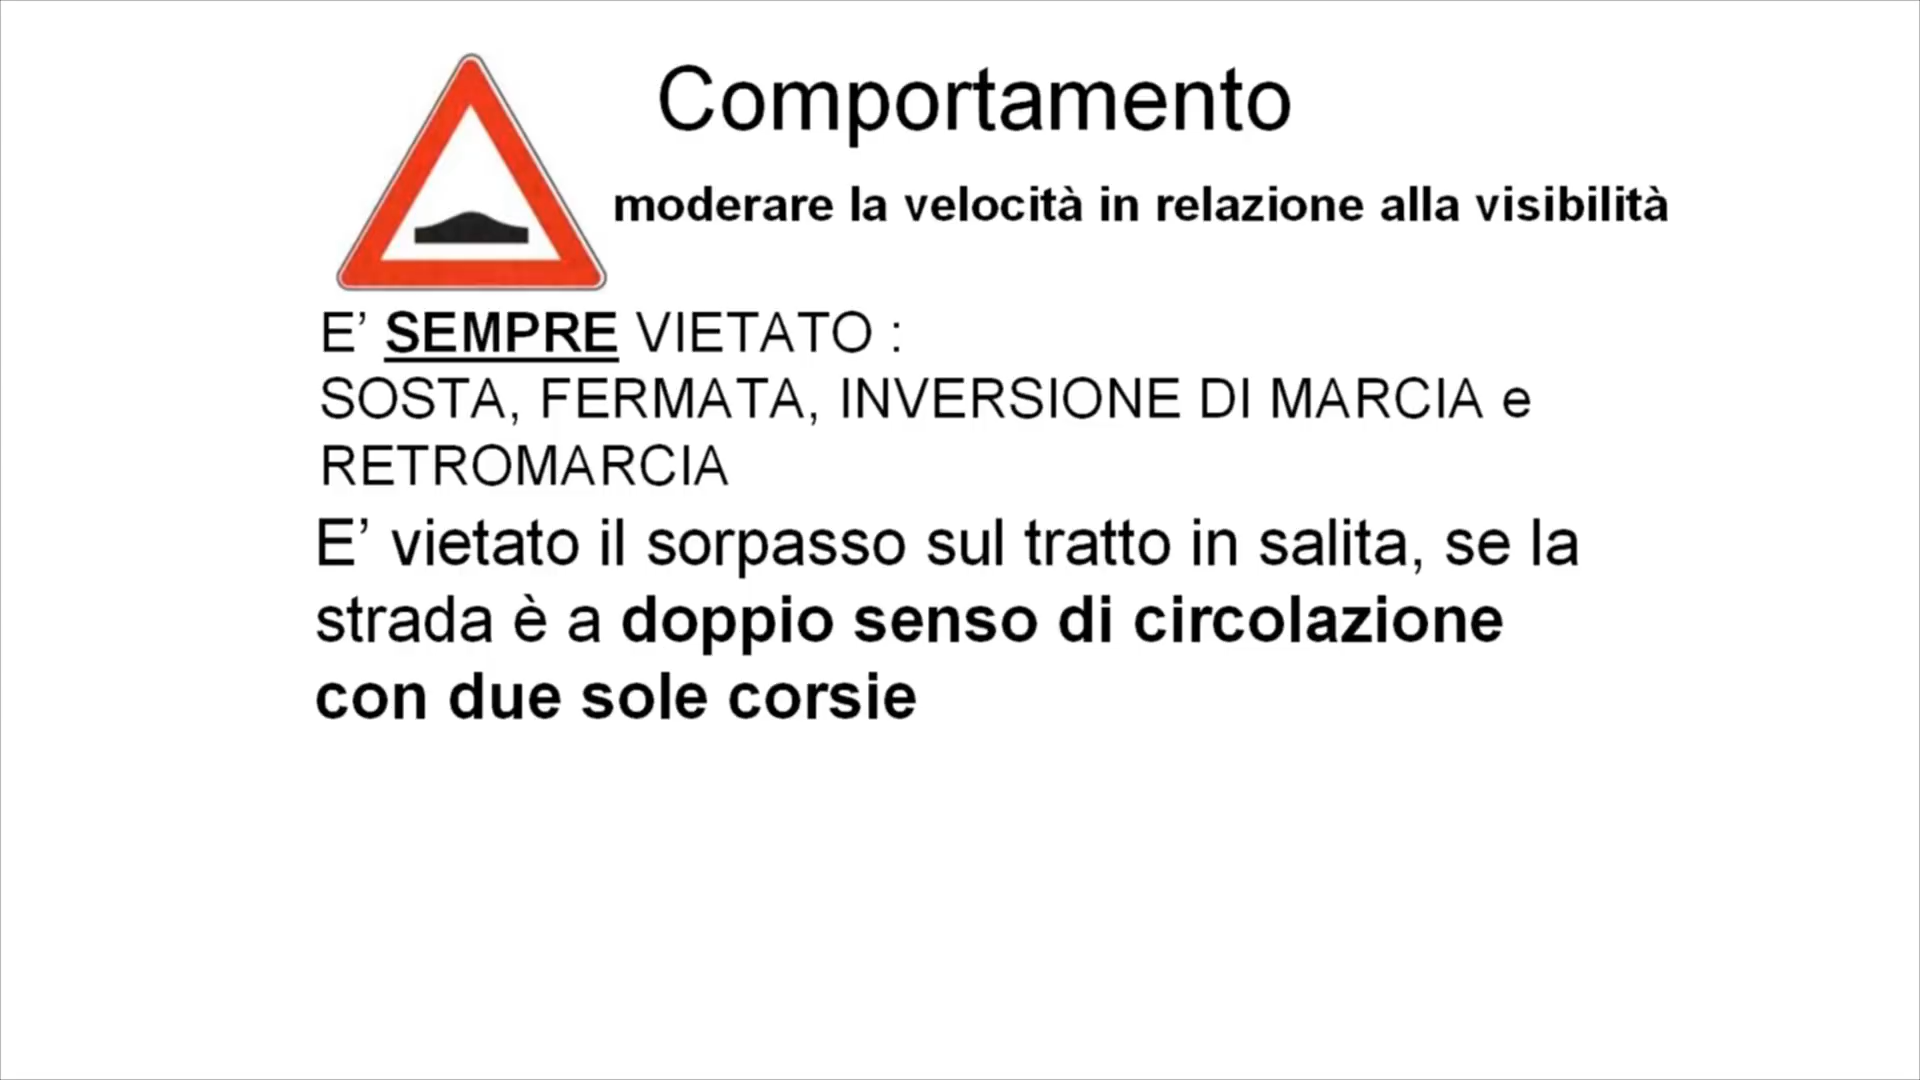 Comportamento
moderare la velocità in relazione alla visibilità
E’ SEMPRE VIETATO :
SOSTA, FERMATA, INVERSIONE DI MARCIA e
RETROMARCIA
E’ vietato il sorpasso sul tratto in salita, se la
strada è a doppio senso di circolazione
con due sole corsie